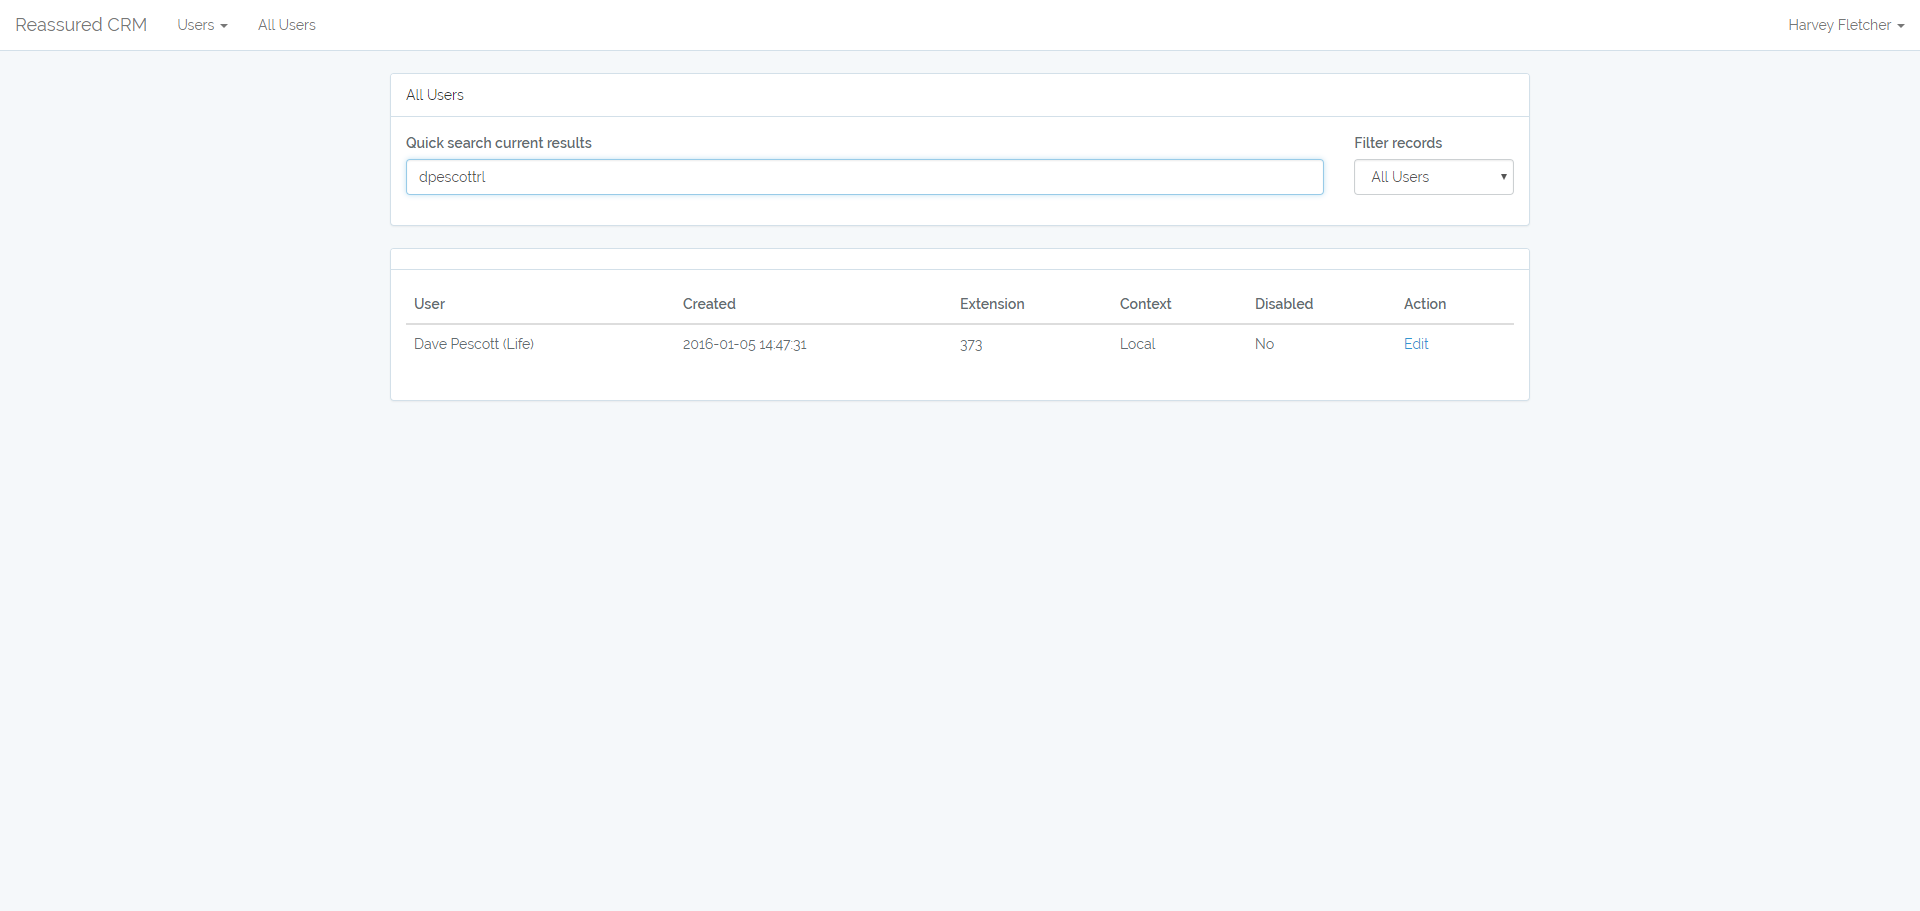 Reassured CRM Users All Users Harvey Fletcher
All Users
Quick search current results Filter records
dpescottrl All Users
User Created Extension Context Disabled Action
Dave Pescott (Life) 2016-01-05 14:47:31 373 Local No Edit